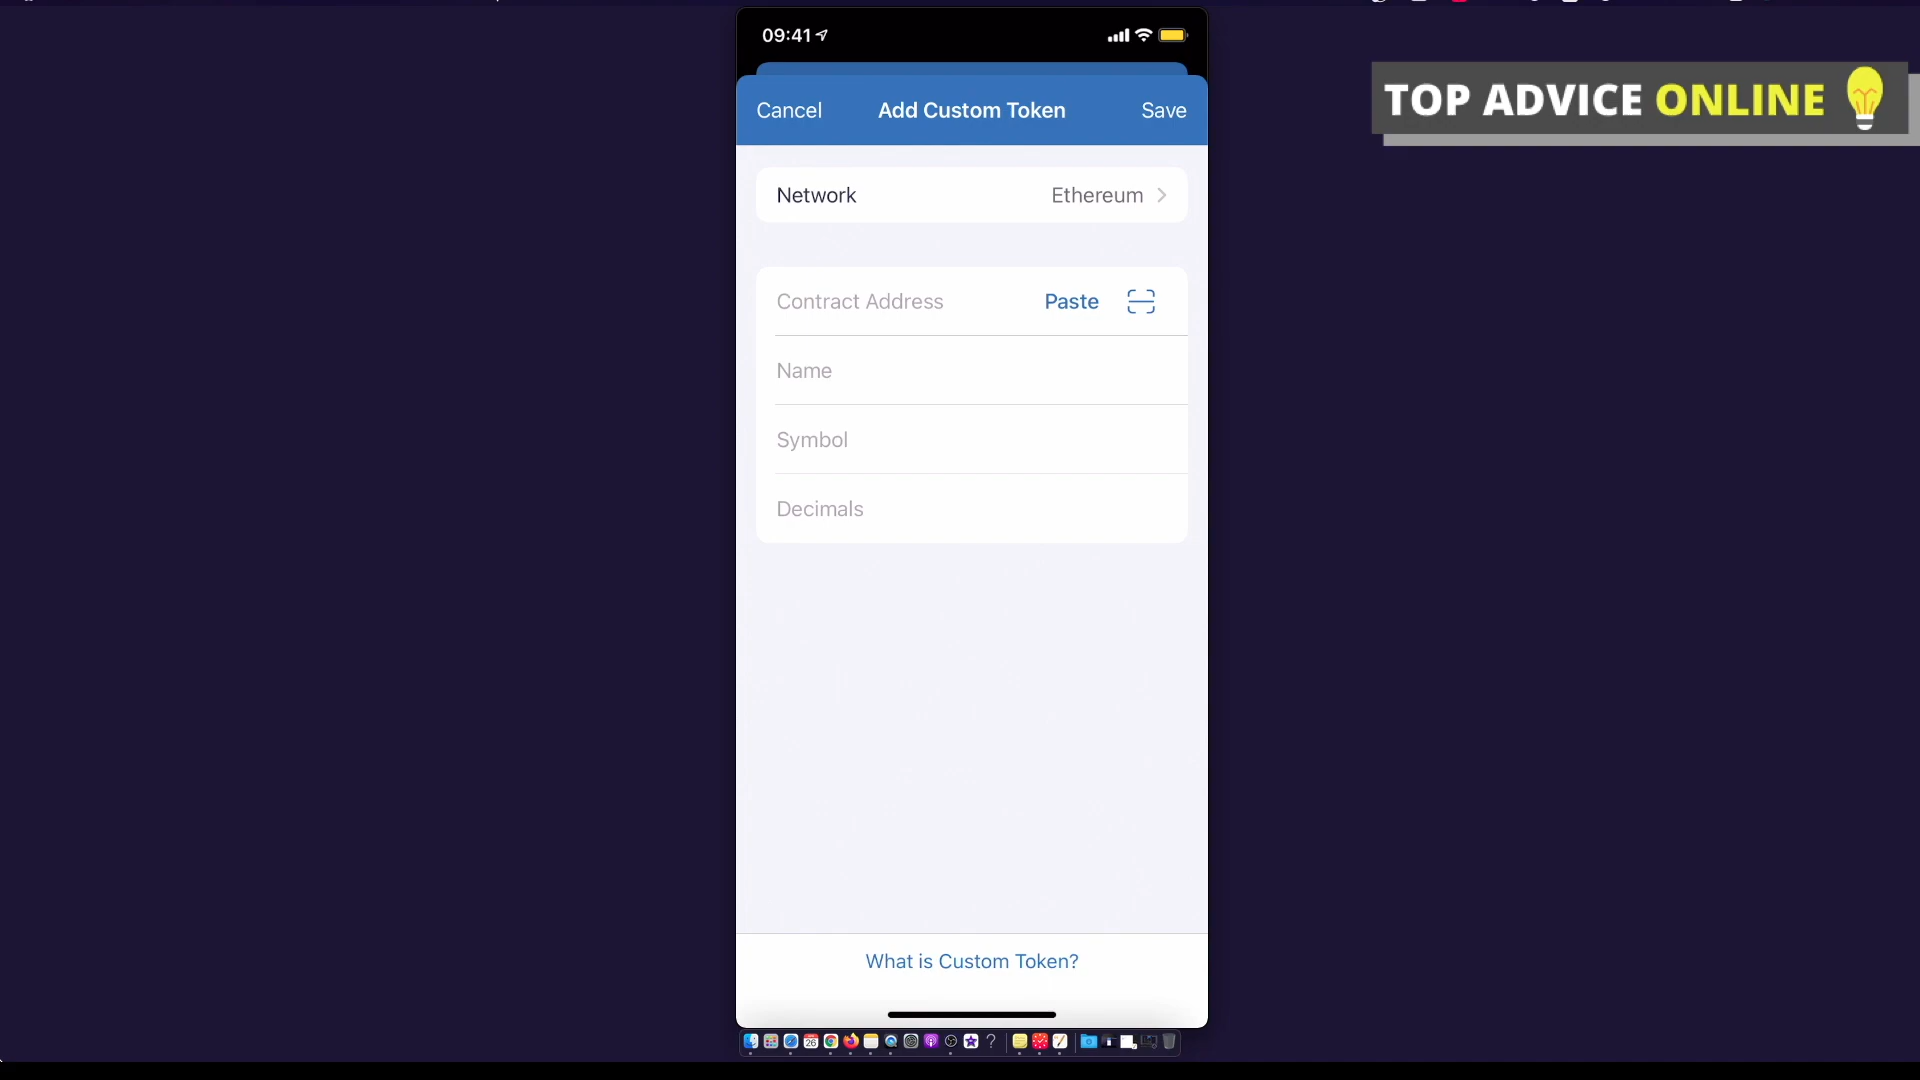 09:41
TOP ADVICE ONLINE
Cancel
Add Custom Token
Save
Network
Ethereum
Contract Address
Paste
Name
Symbol
Decimals
What is Custom Token?
26